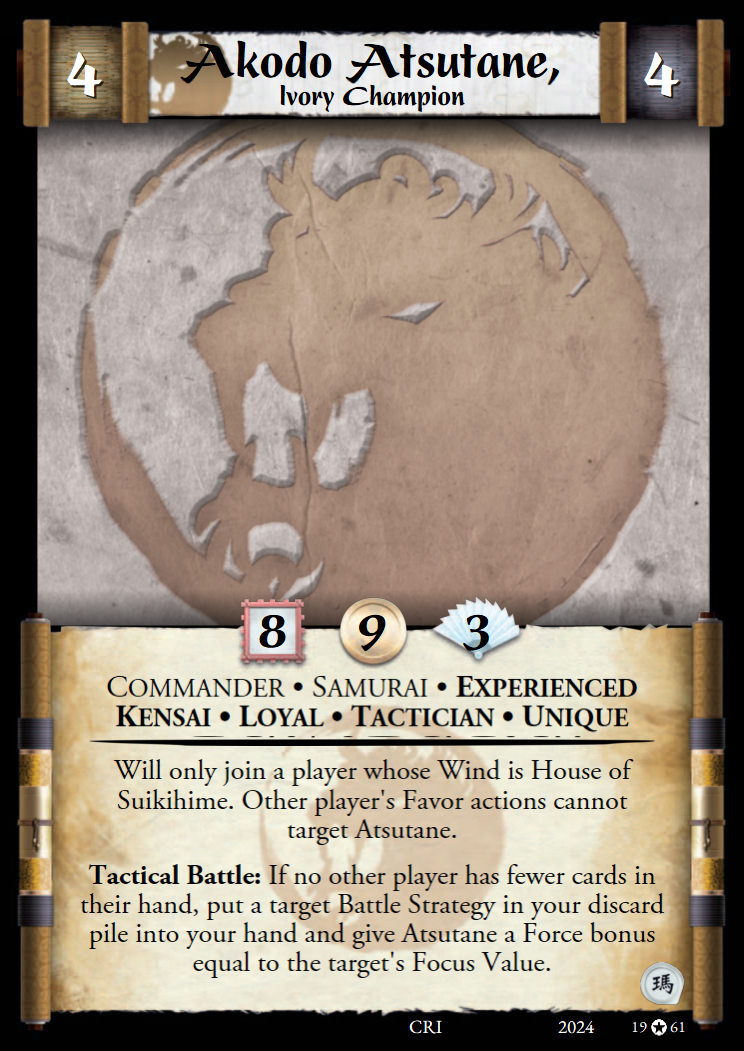 4
Akodo Atsutane,
4
Ivory Champion
8 9 3
COMMANDER • SAMURAI • EXPERIENCED
KENSAI • LOYAL • TACTICIAN • UNIQUE
Will only join a player whose Wind is House of
Suikihime. Other player's Favor actions cannot
target Atsutane.
Tactical Battle: If no other player has fewer cards in
their hand, put a target Battle Strategy in your discard
pile into your hand and give Atsutane a Force bonus
equal to the target's Focus Value.
瑪
CRI 2024 19 61